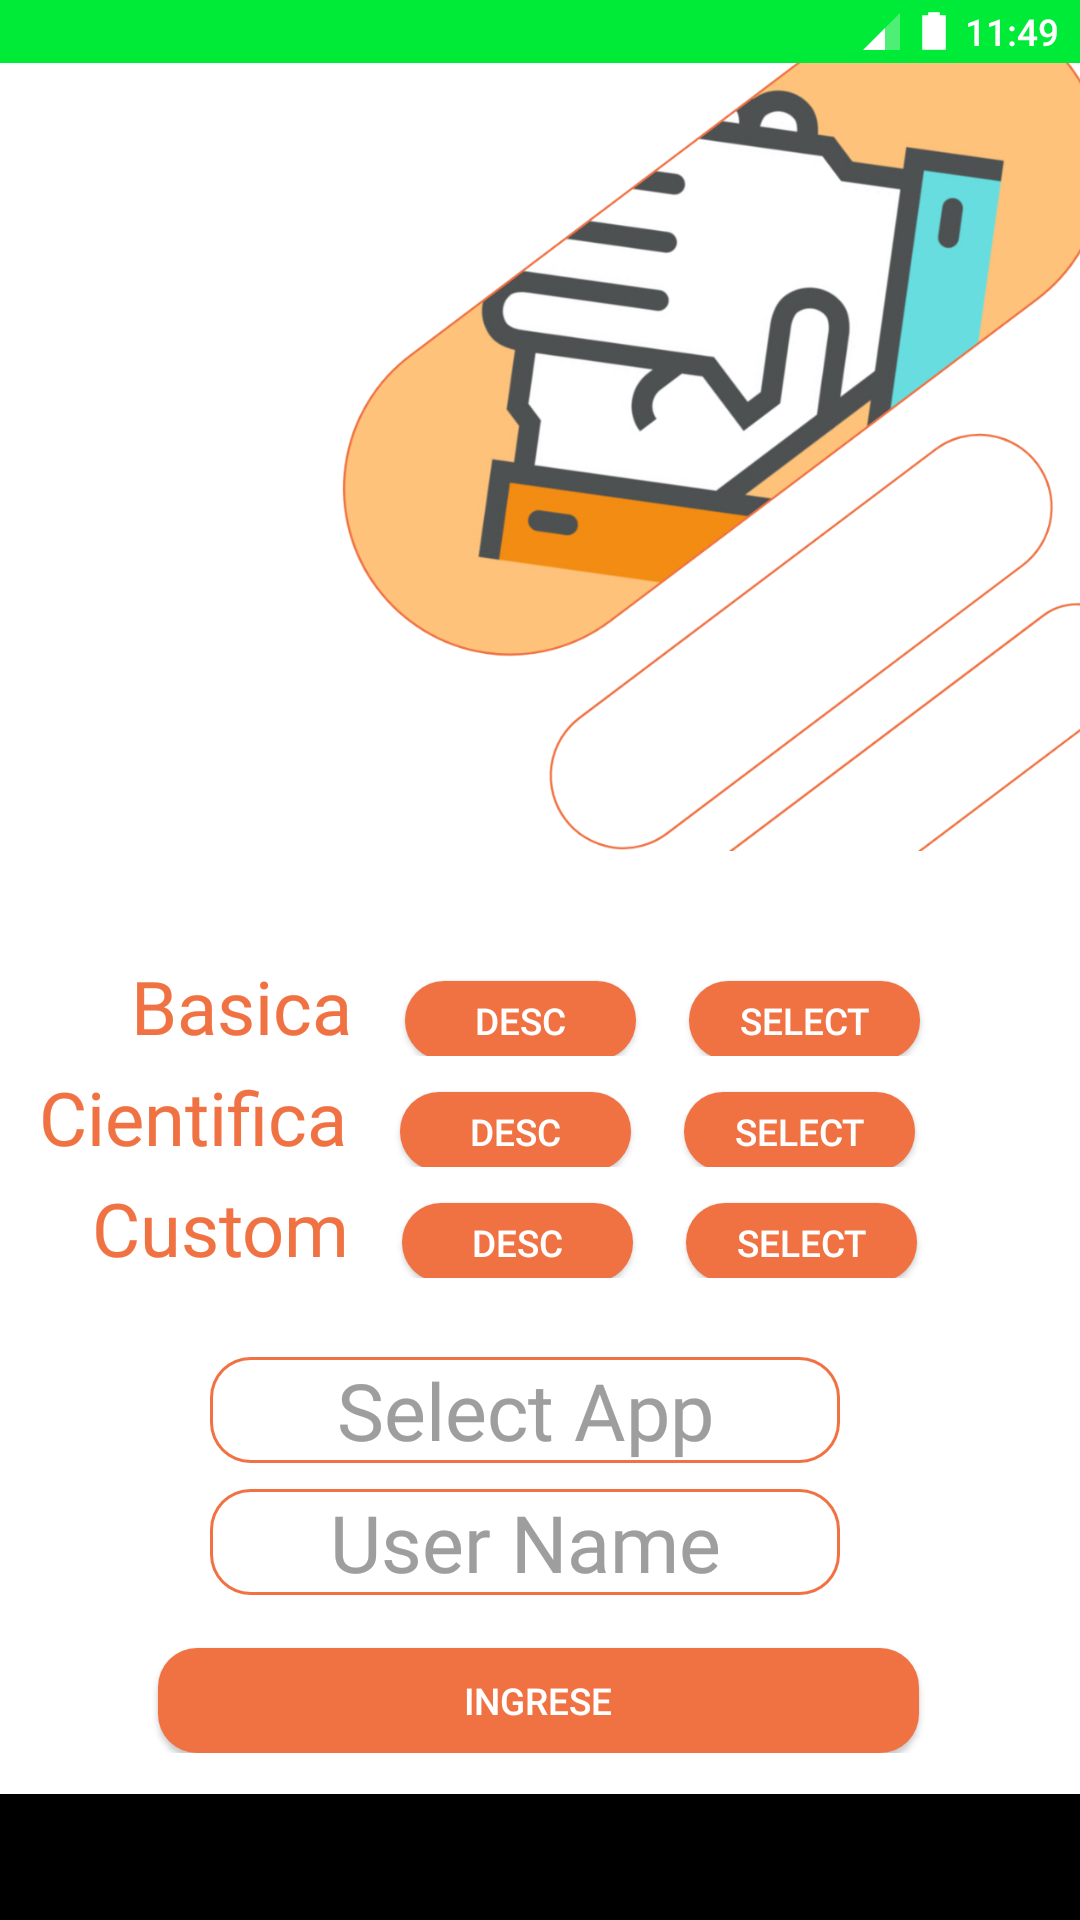 11:49
Basica DESC SELECT
Cientifica DESC SELECT
Custom DESC SELECT
Select App
User Name
INGRESE